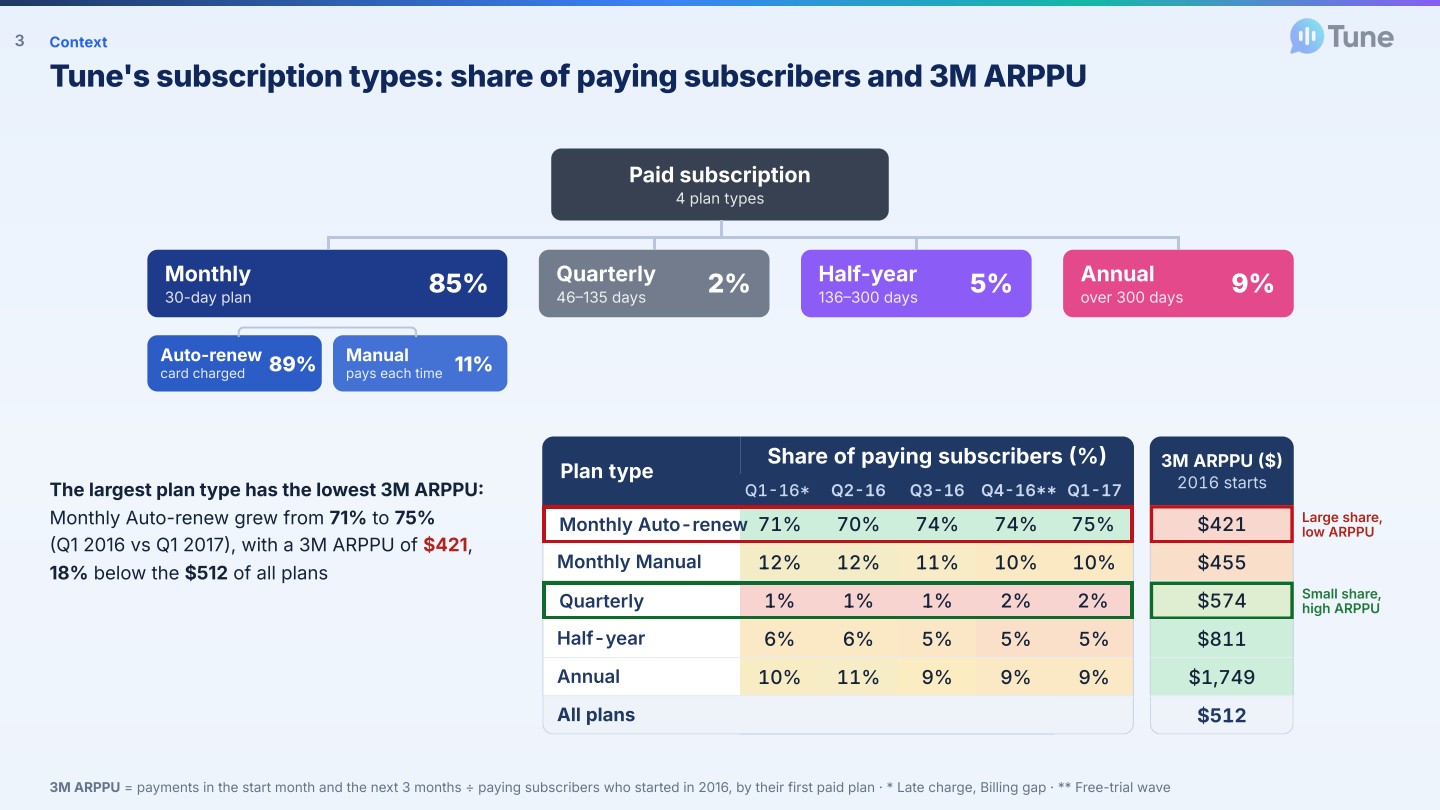 3
Context
Tune
Tune's subscription types: share of paying subscribers and 3M ARPPU
Paid subscription
4 plan types
Monthly
30-day plan
85%
Quarterly
46–135 days
2%
Half-year
136–300 days
5%
Annual
over 300 days
9%
Auto-renew
card charged
89%
Manual
pays each time
11%
The largest plan type has the lowest 3M ARPPU:
Monthly Auto-renew grew from 71% to 75%
(Q1 2016 vs Q1 2017), with a 3M ARPPU of $421,
18% below the $512 of all plans
Plan type
Share of paying subscribers (%)
Q1-16* Q2-16 Q3-16 Q4-16** Q1-17
3M ARPPU ($)
2016 starts
Monthly Auto-renew 71% 70% 74% 74% 75% $421
Large share,
low ARPPU
Monthly Manual 12% 12% 11% 10% 10% $455
Quarterly 1% 1% 1% 2% 2% $574
Small share,
high ARPPU
Half-year 6% 6% 5% 5% 5% $811
Annual 10% 11% 9% 9% 9% $1,749
All plans $512
3M ARPPU = payments in the start month and the next 3 months ÷ paying subscribers who started in 2016, by their first paid plan · * Late charge, Billing gap · ** Free-trial wave